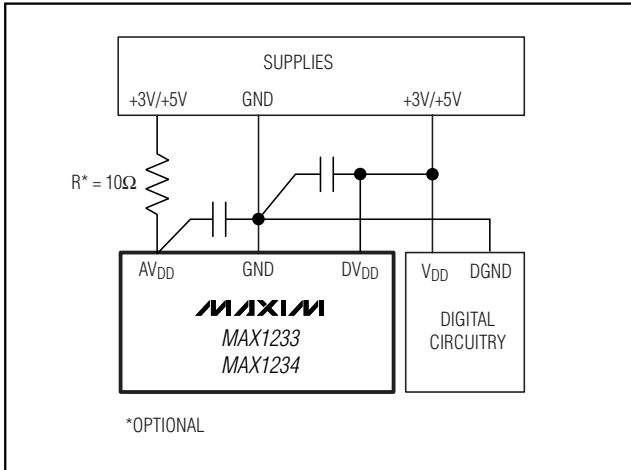 SUPPLIES
+3V/+5V GND +3V/+5V
R* = 10Ω
AVDD GND DVDD
VDD DGND
MAXIM
MAX1233
MAX1234
DIGITAL
CIRCUITRY
*OPTIONAL